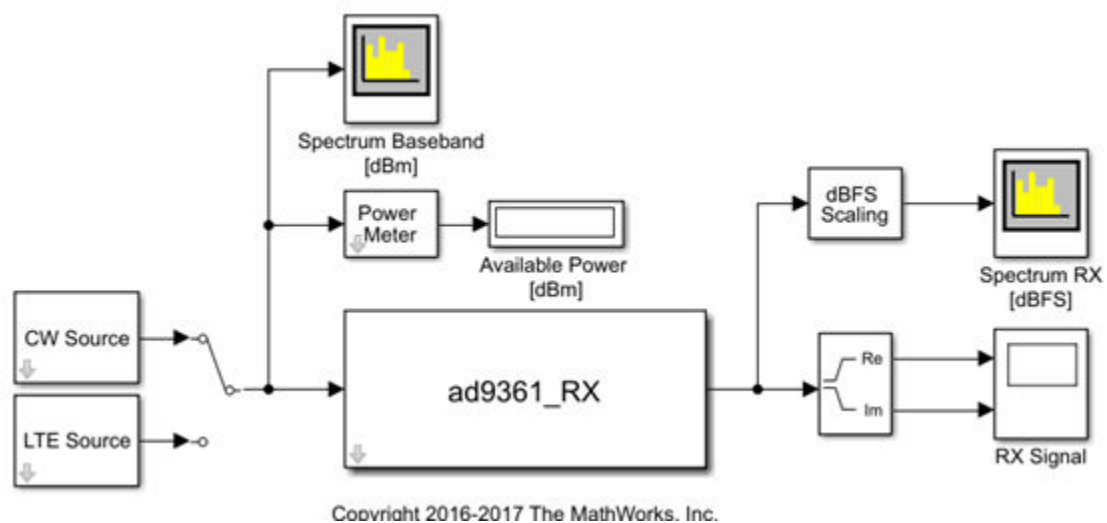 Spectrum Baseband
[dBm]
Power
Meter
Available Power
[dBm]
dBFS
Scaling
Spectrum RX
[dBFS]
CW Source
LTE Source
ad9361_RX
Re
Im
RX Signal
Copyright 2016-2017 The MathWorks, Inc.